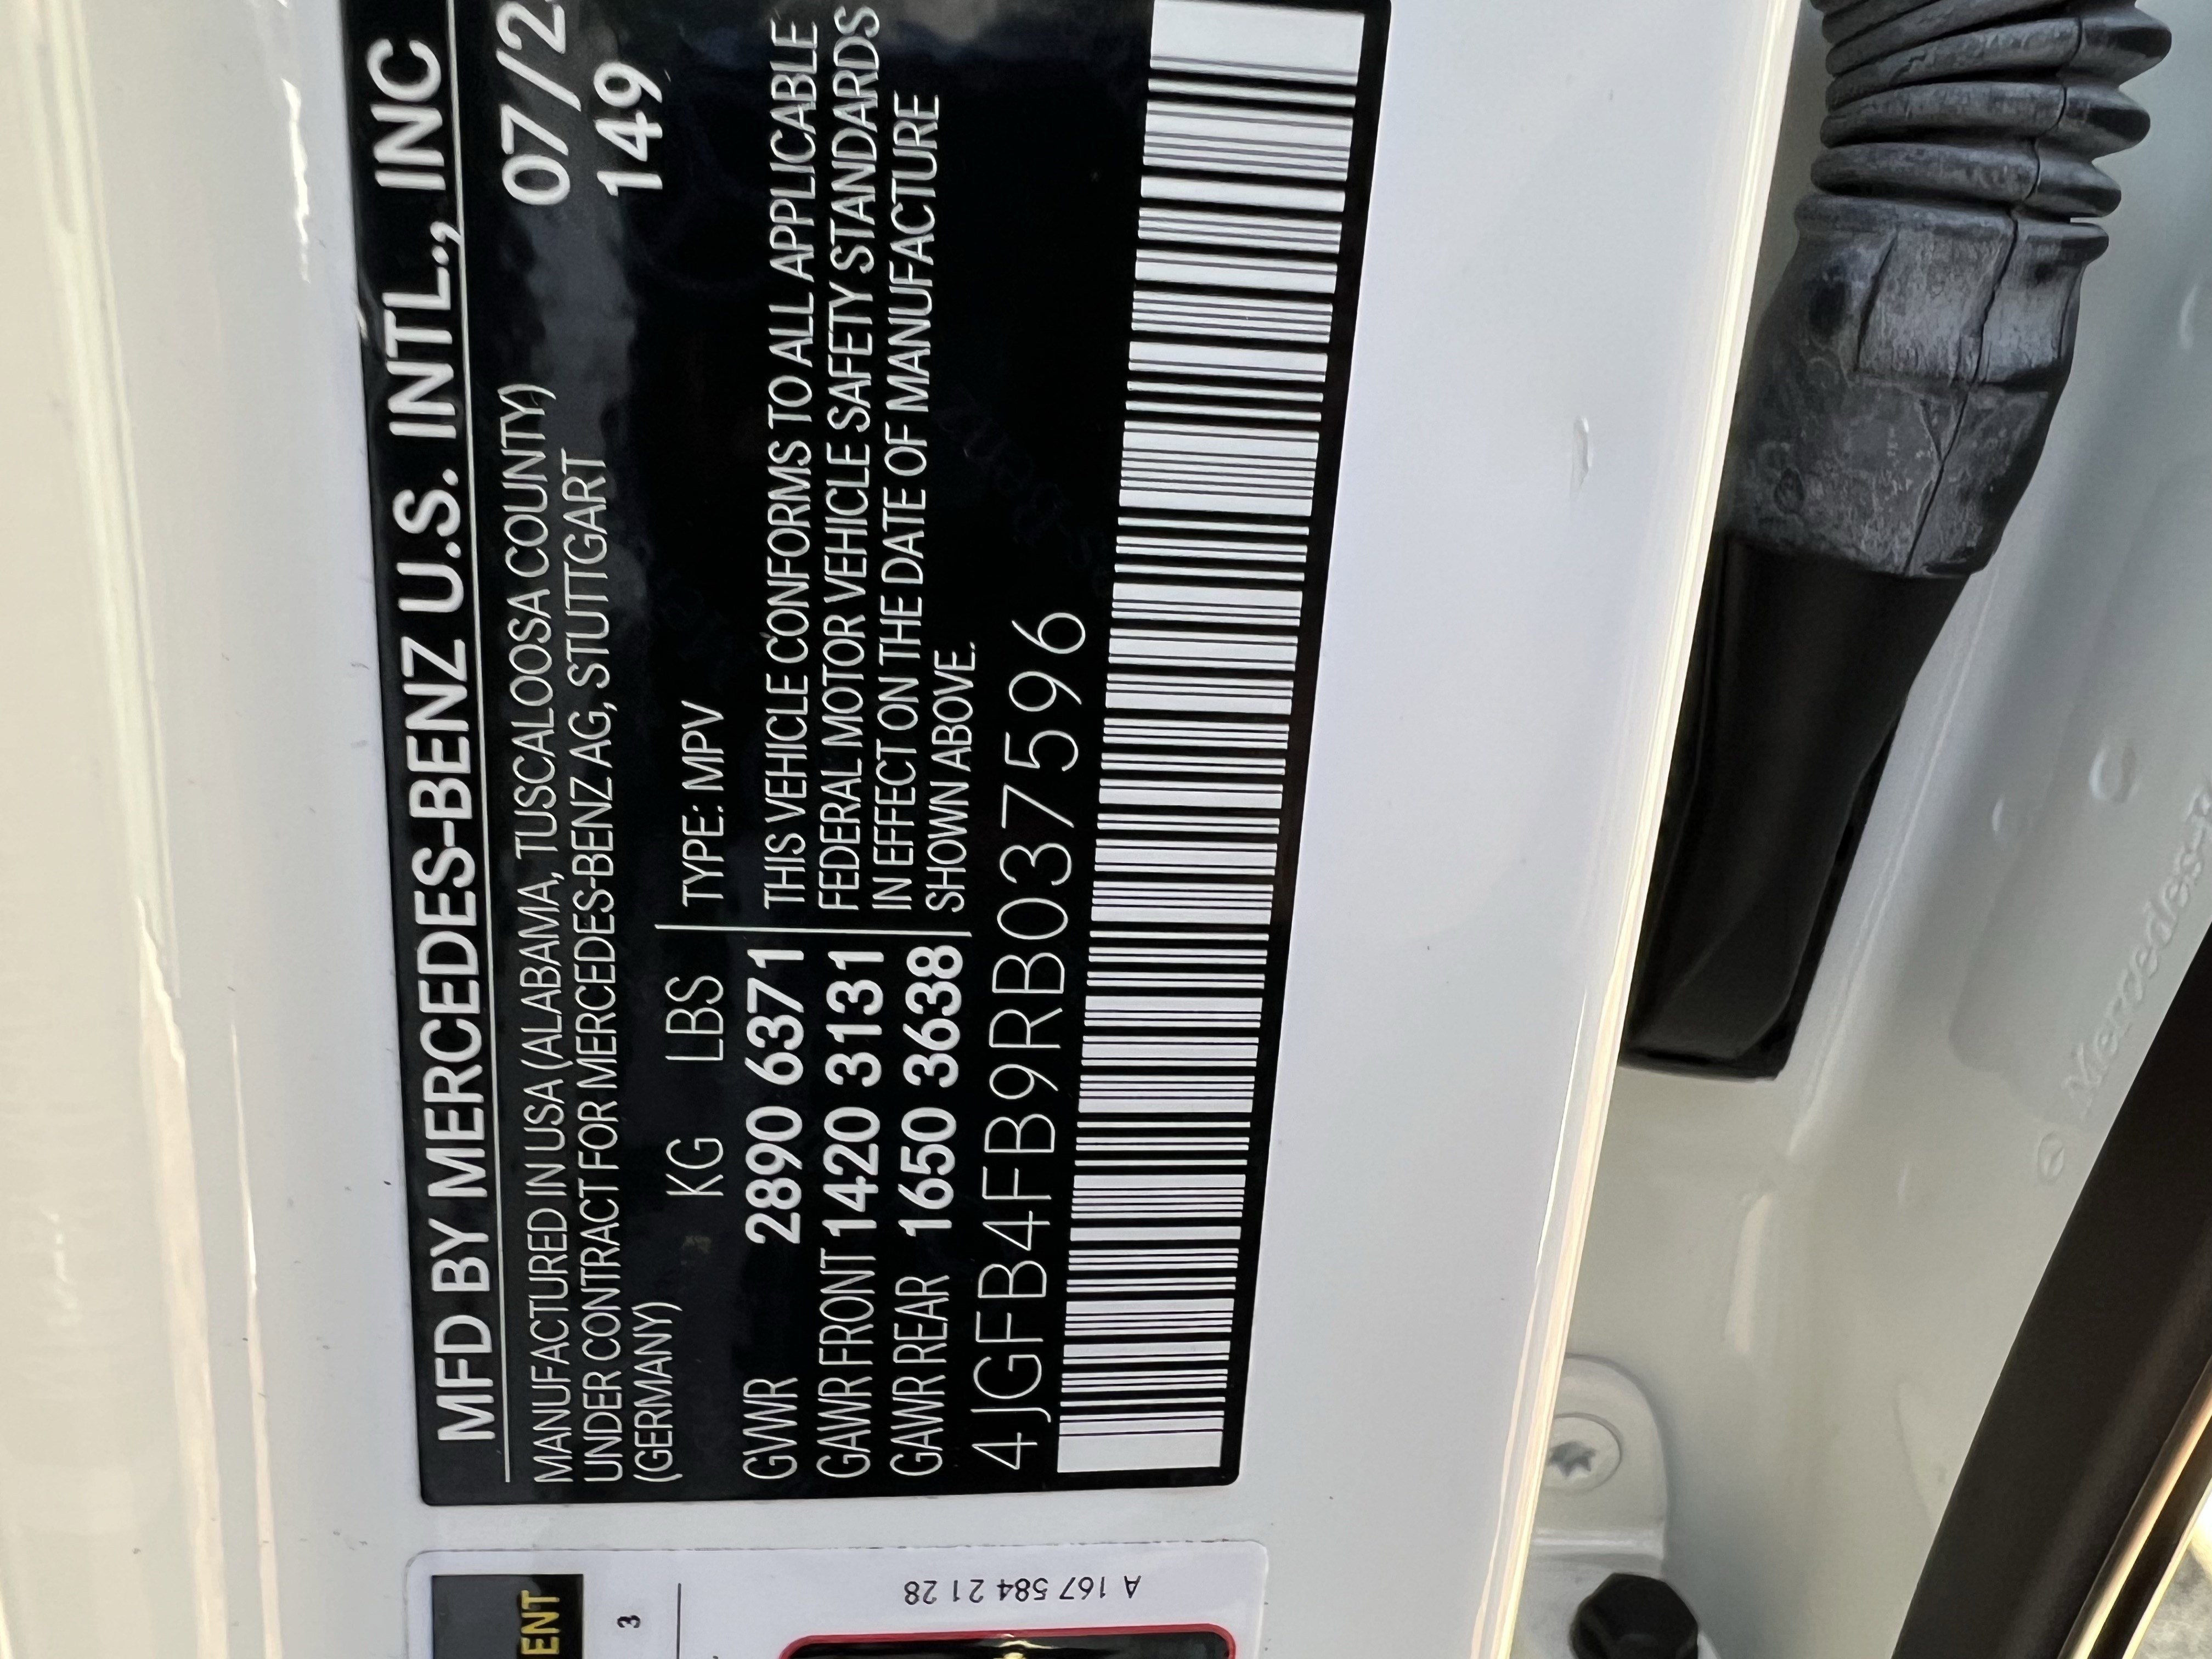 MFD BY MERCEDES-BENZ U.S. INTL., INC
MANUFACTURED IN USA (ALABAMA, TUSCALOOSA COUNTY)
07/2
UNDER CONTRACT FOR MERCEDES-BENZ AG, STUTTGART
149
(GERMANY)
KG LBS TYPE: MPV
GVWR 2890 6371
THIS VEHICLE CONFORMS TO ALL APPLICABLE
GAWR FRONT 1420 3131
FEDERAL MOTOR VEHICLE SAFETY STANDARDS
IN EFFECT ON THE DATE OF MANUFACTURE
GAWR REAR 1650 3638
SHOWN ABOVE.
4JGFB4FB9RB037596
ENT
3
A 167 584 21 28
Mercedes-